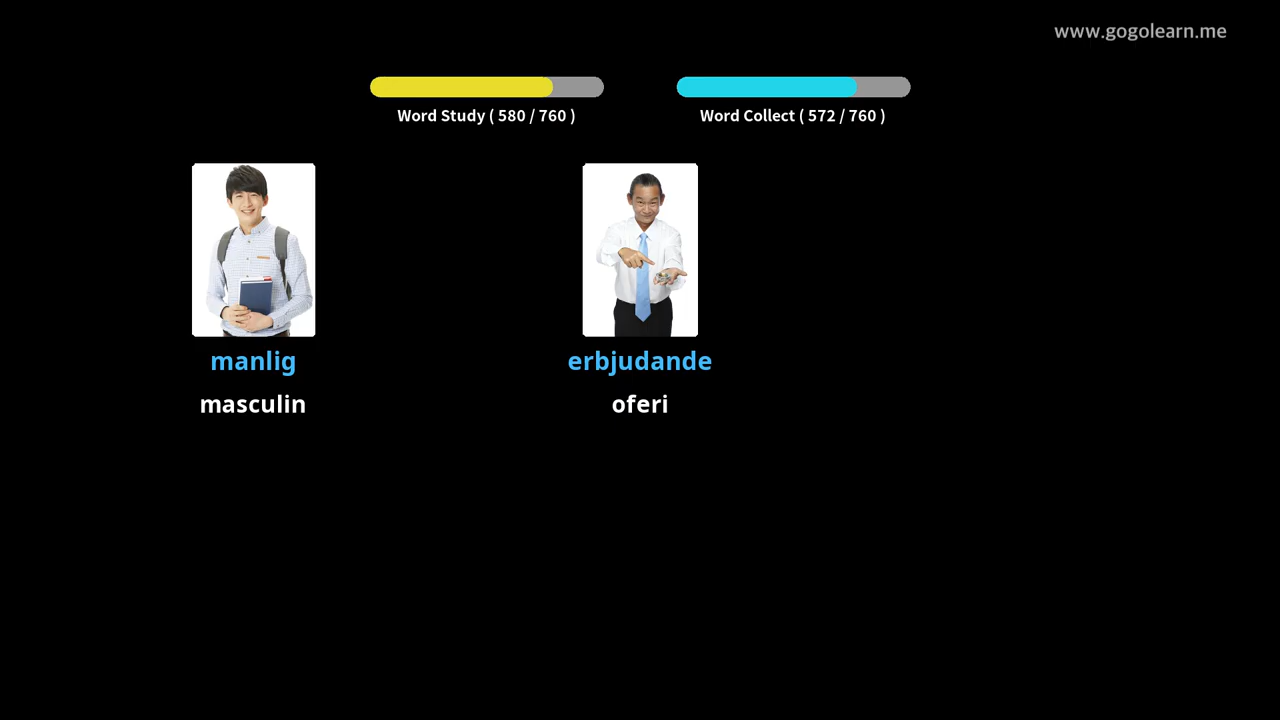 www.gogolearn.me
Word Study ( 580 / 760 )
Word Collect ( 572 / 760 )
manlig
erbjudande
masculin
oferi